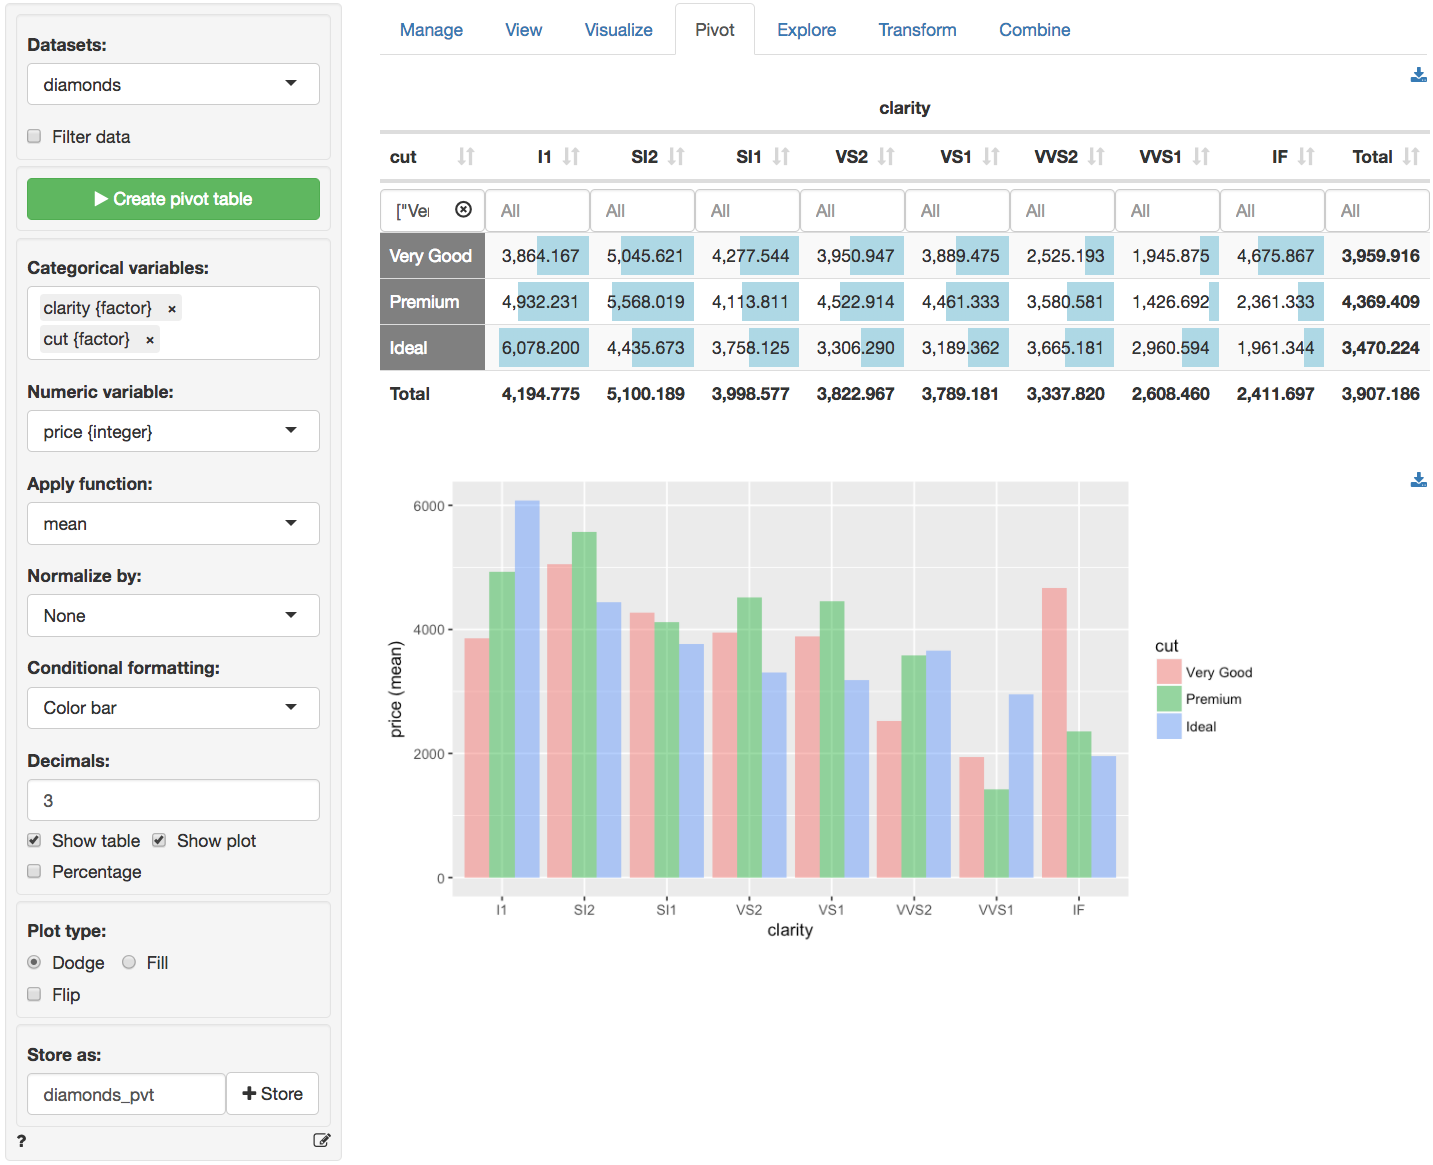 Datasets:
diamonds
Filter data
Create pivot table
Categorical variables:
clarity {factor} ×
cut {factor} ×
Numeric variable:
price {integer}
Apply function:
mean
Normalize by:
None
Conditional formatting:
Color bar
Decimals:
3
Show table Show plot
Percentage
Plot type:
Dodge Fill
Flip
Store as:
diamonds_pvt + Store
?
Manage View Visualize Pivot Explore Transform Combine
clarity
cut I1 SI2 SI1 VS2 VS1 VVS2 VVS1 IF Total
["Ver All All All All All All All All All
Very Good 3,864.167 5,045.621 4,277.544 3,950.947 3,889.475 2,525.193 1,945.875 4,675.867 3,959.916
Premium 4,932.231 5,568.019 4,113.811 4,522.914 4,461.333 3,580.581 1,426.692 2,361.333 4,369.409
Ideal 6,078.200 4,435.673 3,758.125 3,306.290 3,189.362 3,665.181 2,960.594 1,961.344 3,470.224
Total 4,194.775 5,100.189 3,998.577 3,822.967 3,789.181 3,337.820 2,608.460 2,411.697 3,907.186
6000
4000
2000
0
price (mean)
I1 SI2 SI1 VS2 VS1 VVS2 VVS1 IF
clarity
cut
Very Good
Premium
Ideal